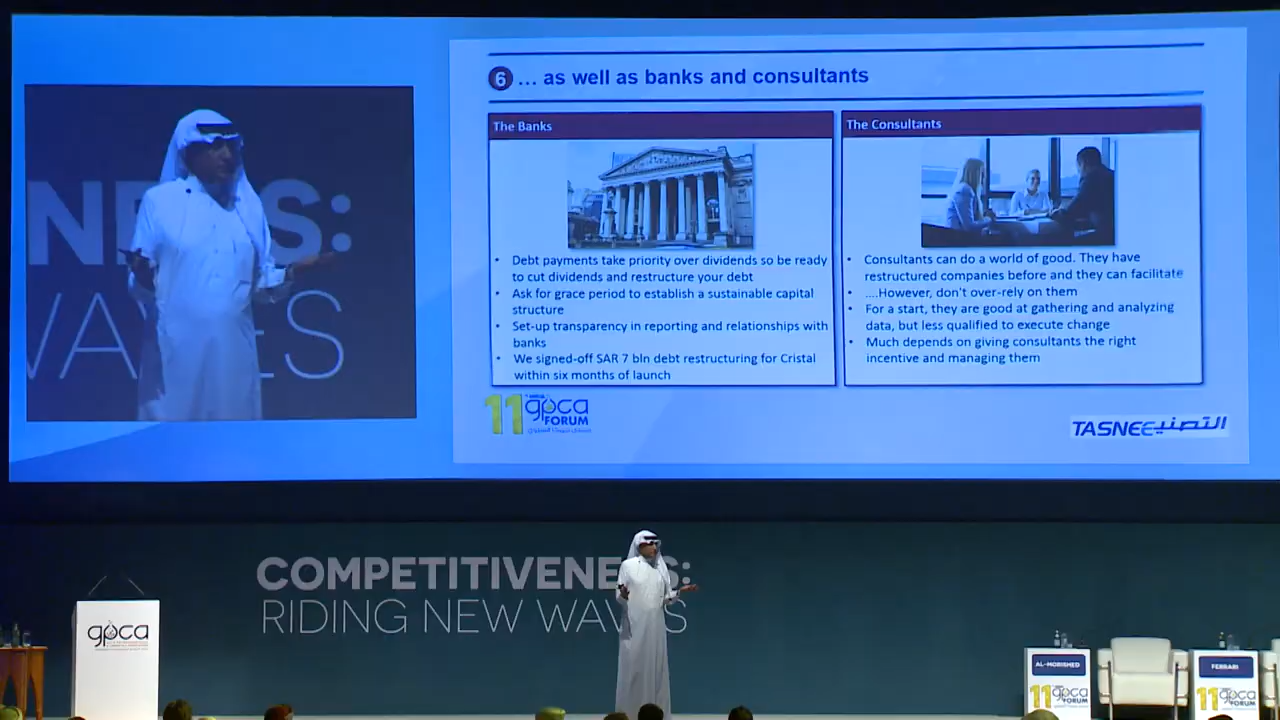 6 ... as well as banks and consultants
The Banks
• Debt payments take priority over dividends so be ready
to cut dividends and restructure your debt
• Ask for grace period to establish a sustainable capital
structure
• Set-up transparency in reporting and relationships with
banks
• We signed-off SAR 7 bln debt restructuring for Cristal
within six months of launch
The Consultants
• Consultants can do a world of good. They have
restructured companies before and they can facilitate
• ....However, don't over-rely on them
• For a start, they are good at gathering and analyzing
data, but less qualified to execute change
• Much depends on giving consultants the right
incentive and managing them
11 gpca
FORUM
TASNEE التصنيع
NE S:
WA ES
COMPETITIVENE S:
RIDING NEW WAV S
gpca
AL-MORISHED
11 gpca
FORUM
FERRARI
11 gpca
FORUM